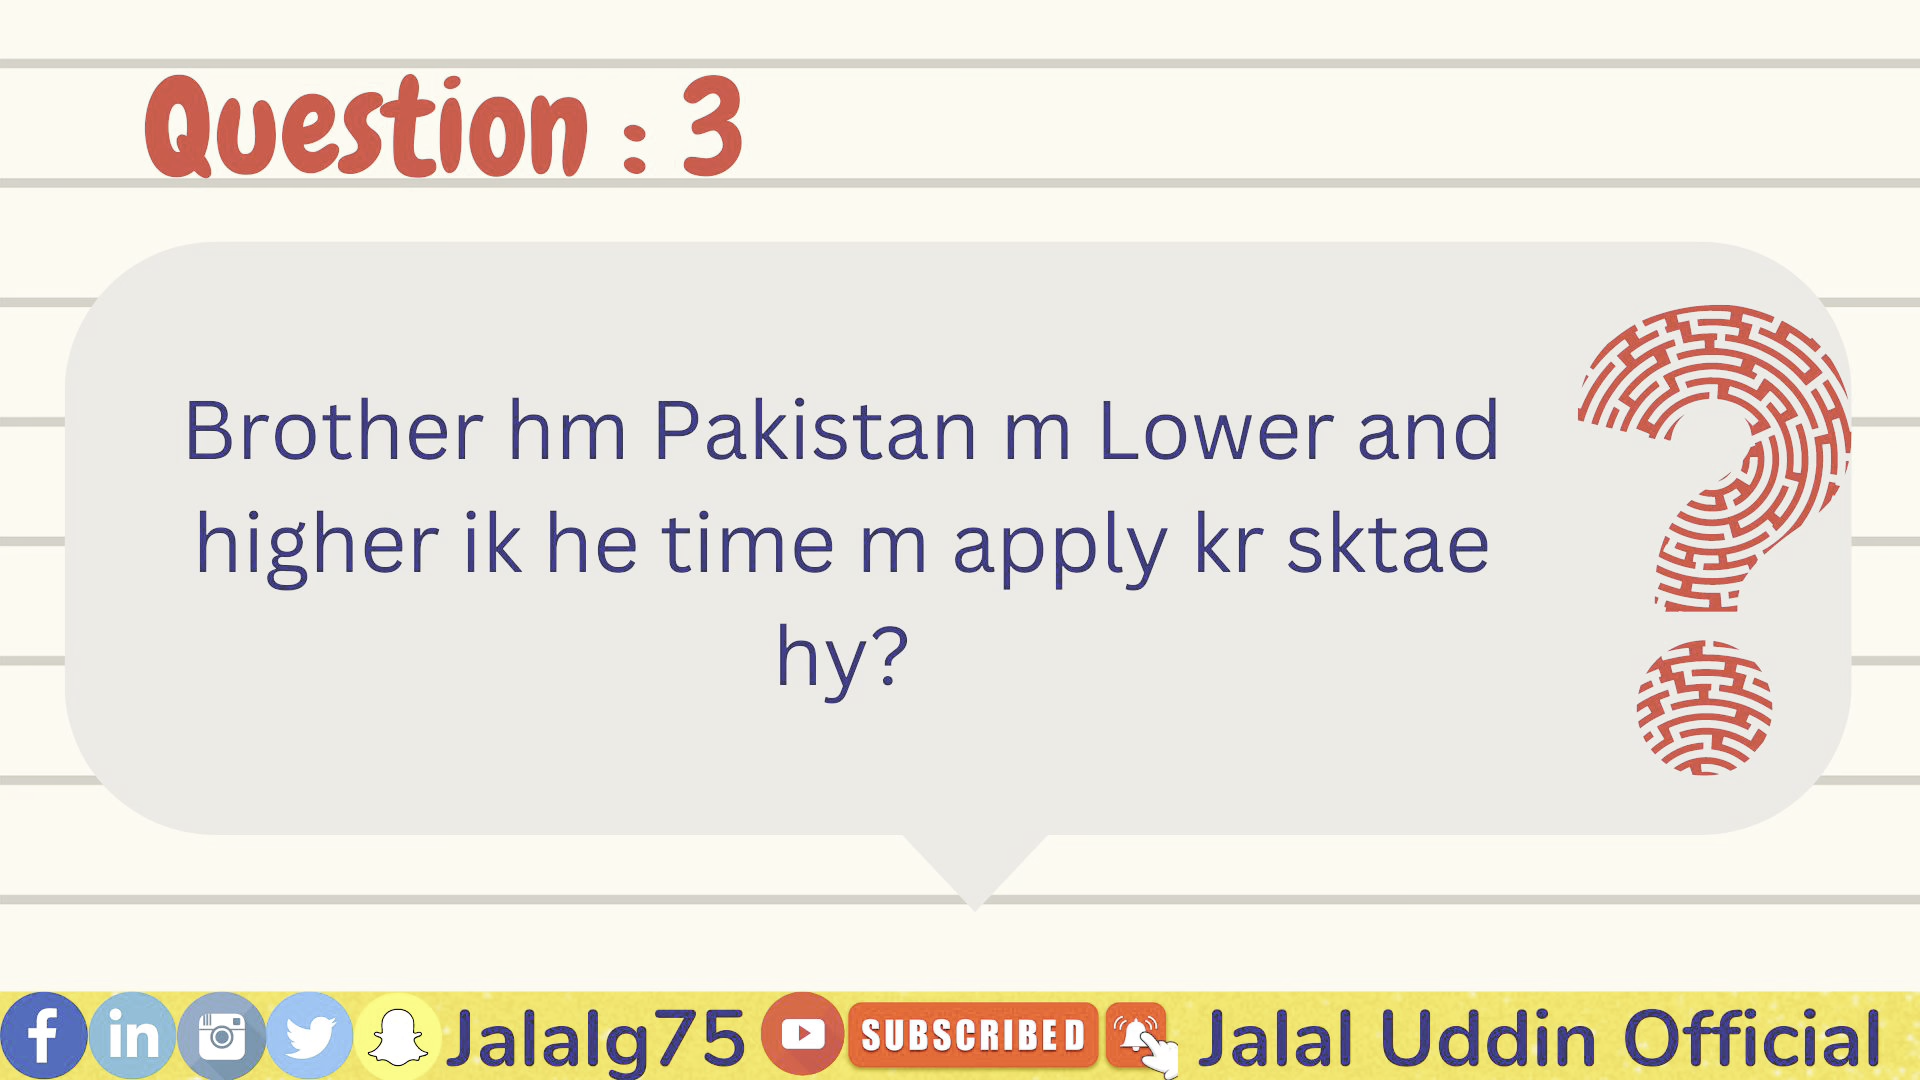 Question : 3
Brother hm Pakistan m Lower and
higher ik he time m apply kr sktae
hy?
Jalalg75 SUBSCRIBED Jalal Uddin Official